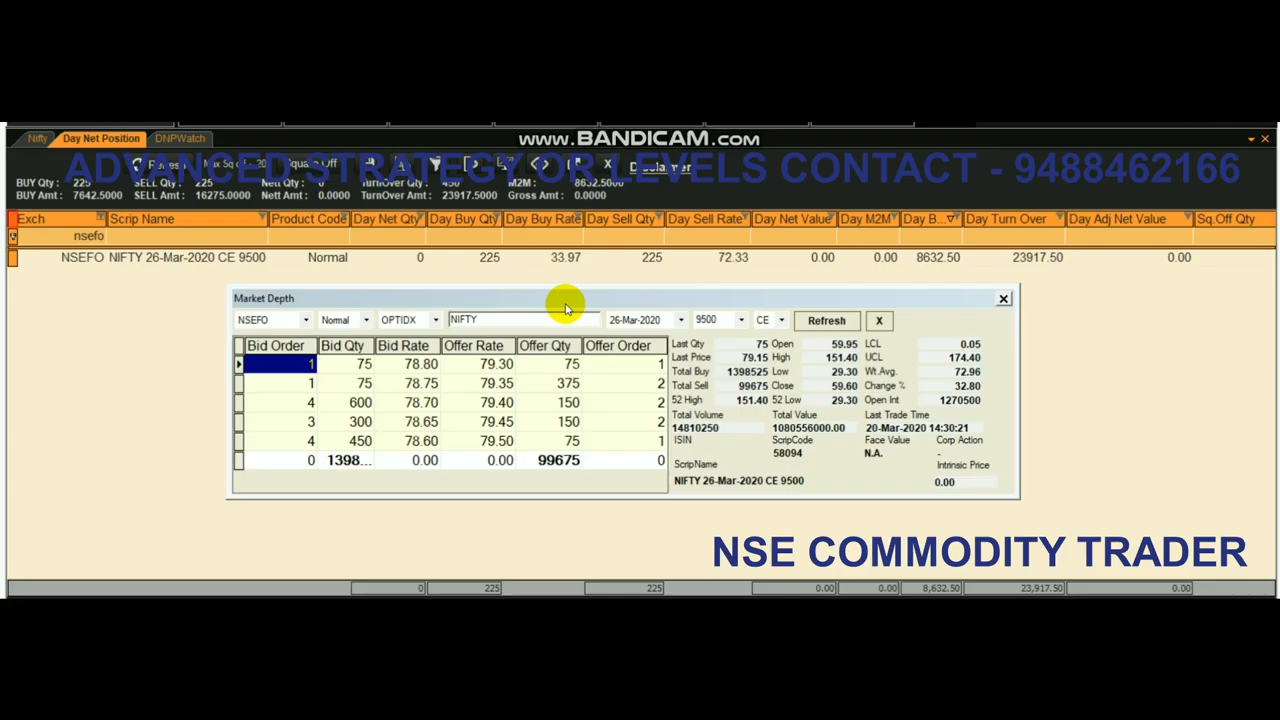 Nifty Day Net Position DNPWatch
www.BANDICAM.com
Square Off Disclaimer
ADVANCED STRATEGY OR LEVELS CONTACT - 9488462166
BUY Qty : 225 SELL Qty : 225 Nett Qty : 0 TurnOver Qty : 450 M2M : 8632.5000
BUY Amt : 7642.5000 SELL Amt : 16275.0000 Nett Amt : 0.0000 TurnOver Amt : 23917.5000 Gross Amt : 0.0000
Exch Scrip Name Product Code Day Net Qty Day Buy Qty Day Buy Rate Day Sell Qty Day Sell Rate Day Net Value Day M2M Day B... Day Turn Over Day Adj Net Value Sq.Off Qty
nsefo
NSEFO NIFTY 26-Mar-2020 CE 9500 Normal 0 225 33.97 225 72.33 0.00 0.00 8632.50 23917.50 0.00
Market Depth
NSEFO Normal OPTIDX NIFTY 26-Mar-2020 9500 CE Refresh X
Bid Order Bid Qty Bid Rate Offer Rate Offer Qty Offer Order
1 75 78.80 79.30 75 1
1 75 78.75 79.35 375 2
4 600 78.70 79.40 150 2
3 300 78.65 79.45 150 2
4 450 78.60 79.50 75 1
0 1398... 0.00 0.00 99675 0
Last Qty 75 Open 59.95 LCL 0.05
Last Price 79.15 High 151.40 UCL 174.40
Total Buy 1398525 Low 29.30 Wt.Avg. 72.96
Total Sell 99675 Close 59.60 Change % 32.80
52 High 151.40 52 Low 29.30 Open Int 1270500
Total Volume Total Value Last Trade Time
14810250 1080556000.00 20-Mar-2020 14:30:21
ISIN ScripCode Face Value Corp Action
58094 N.A. -
ScripName Intrinsic Price
NIFTY 26-Mar-2020 CE 9500 0.00
NSE COMMODITY TRADER
0 225 225 0.00 0.00 8,632.50 23,917.50 0.00